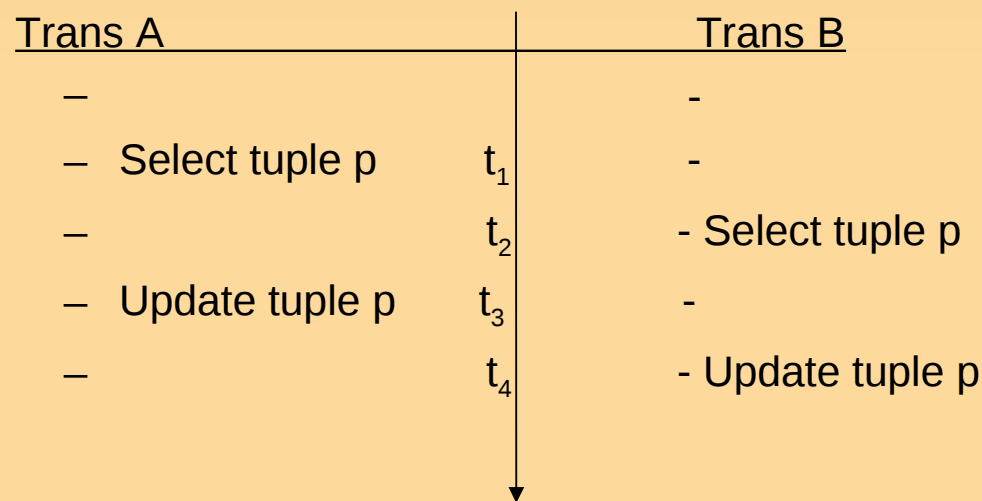 Trans A Trans B
– -
– Select tuple p t₁ -
– t₂ - Select tuple p
– Update tuple p t₃ -
– t₄ - Update tuple p